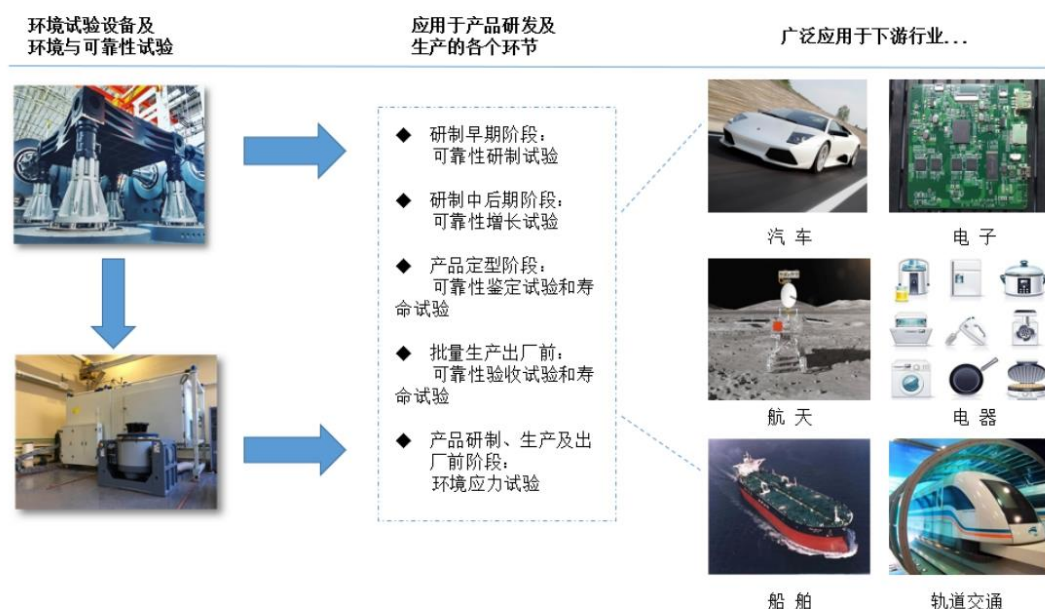 环境试验设备及
环境与可靠性试验
应用于产品研发及
生产的各个环节
广泛应用于下游行业...
◆ 研制早期阶段：
可靠性研制试验
◆ 研制中后期阶段：
可靠性增长试验
◆ 产品定型阶段：
可靠性鉴定试验和寿
命试验
◆ 批量生产出厂前：
可靠性验收试验和寿
命试验
◆ 产品研制、生产及出
厂前阶段：
环境应力试验
汽 车
电 子
航 天
电 器
船 舶
轨道交通